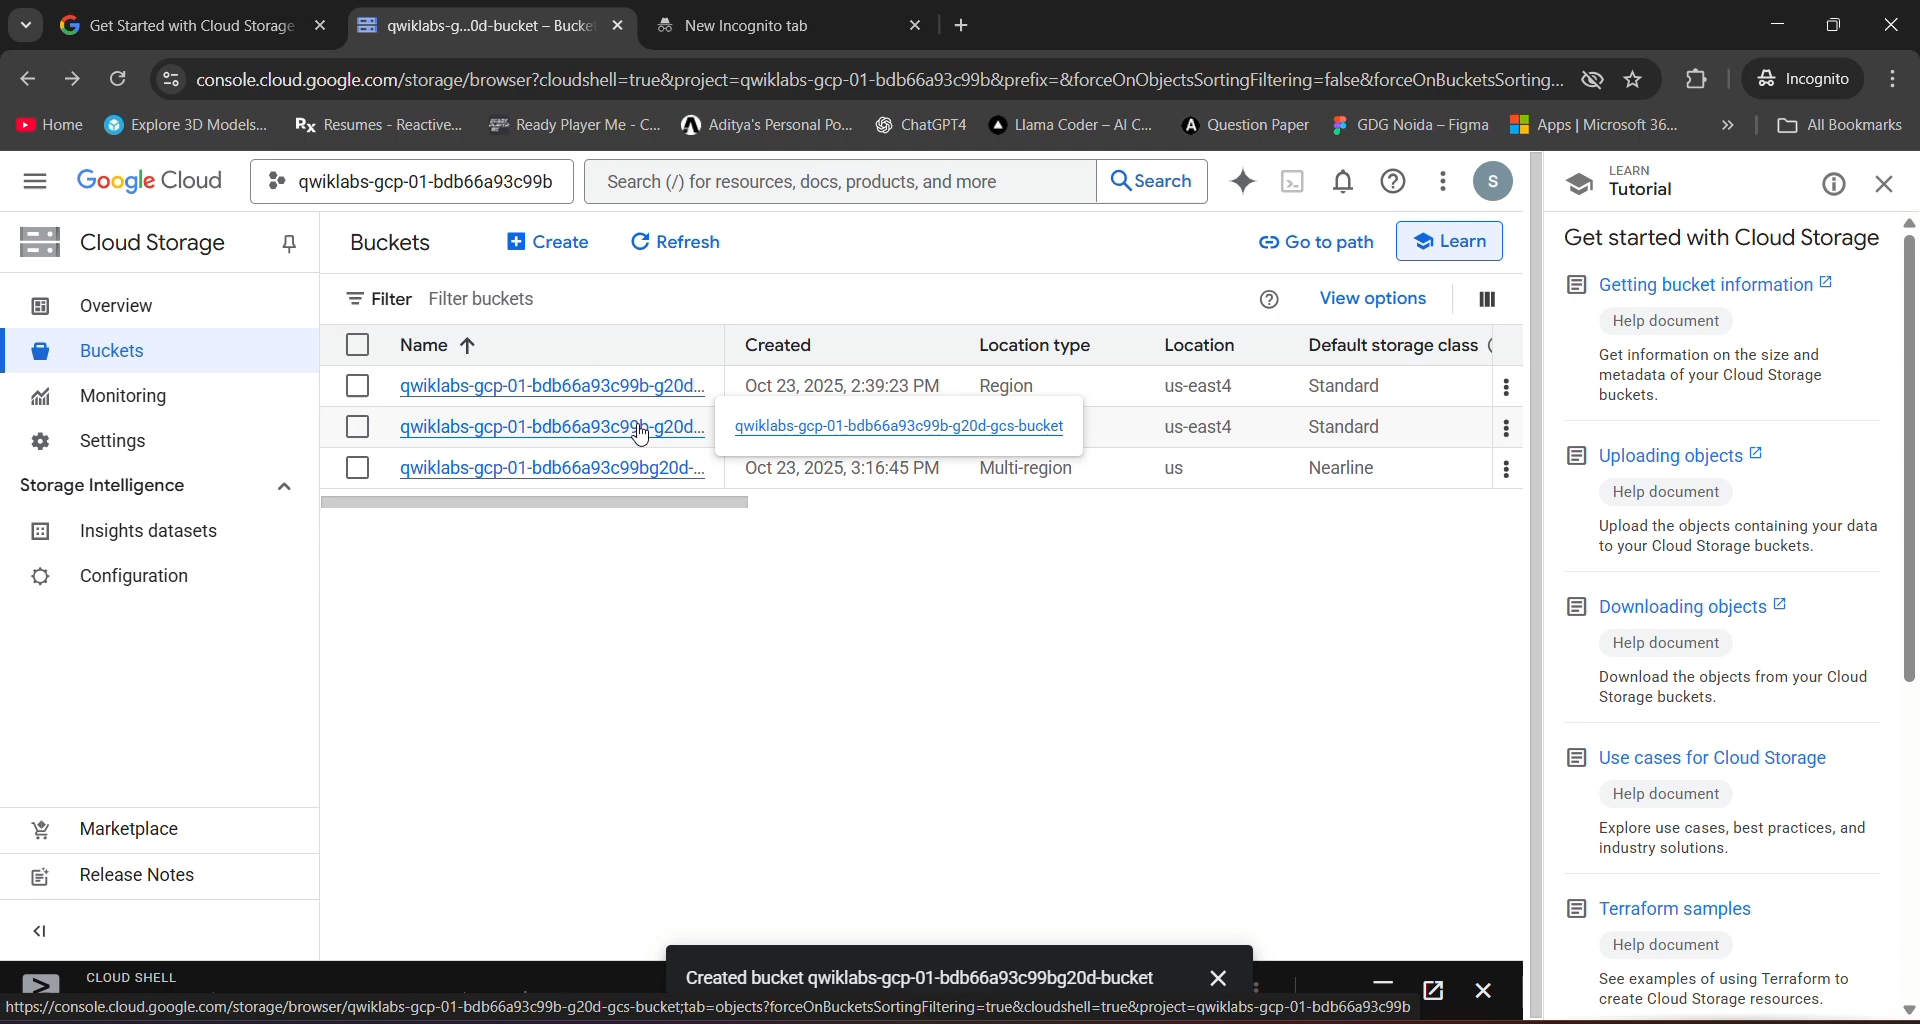 Get Started with Cloud Storage
qwiklabs-g...0d-bucket – Bucke
New Incognito tab
console.cloud.google.com/storage/browser?cloudshell=true&project=qwiklabs-gcp-01-bdb66a93c99b&prefix=&forceOnObjectsSortingFiltering=false&forceOnBucketsSorting...
Incognito
Home
Explore 3D Models...
Rx Resumes - Reactive...
Ready Player Me - C...
Aditya's Personal Po...
ChatGPT4
Llama Coder – AI C...
Question Paper
GDG Noida – Figma
Apps | Microsoft 36...
All Bookmarks
Google Cloud
qwiklabs-gcp-01-bdb66a93c99b
Search (/) for resources, docs, products, and more
Search
S
LEARN
Tutorial
Cloud Storage
Overview
Buckets
Monitoring
Settings
Storage Intelligence
Insights datasets
Configuration
Marketplace
Release Notes
Buckets
Create
Refresh
Go to path
Learn
Filter Filter buckets
View options
Name Created Location type Location Default storage class
qwiklabs-gcp-01-bdb66a93c99b-g20d... Oct 23, 2025, 2:39:23 PM Region us-east4 Standard
qwiklabs-gcp-01-bdb66a93c99b-g20d... qwiklabs-gcp-01-bdb66a93c99b-g20d-gcs-bucket us-east4 Standard
qwiklabs-gcp-01-bdb66a93c99bg20d-... Oct 23, 2025, 3:16:45 PM Multi-region us Nearline
Get started with Cloud Storage
Getting bucket information
Help document
Get information on the size and
metadata of your Cloud Storage
buckets.
Uploading objects
Help document
Upload the objects containing your data
to your Cloud Storage buckets.
Downloading objects
Help document
Download the objects from your Cloud
Storage buckets.
Use cases for Cloud Storage
Help document
Explore use cases, best practices, and
industry solutions.
Terraform samples
Help document
See examples of using Terraform to
create Cloud Storage resources.
CLOUD SHELL
Created bucket qwiklabs-gcp-01-bdb66a93c99bg20d-bucket
https://console.cloud.google.com/storage/browser/qwiklabs-gcp-01-bdb66a93c99b-g20d-gcs-bucket;tab=objects?forceOnBucketsSortingFiltering=true&cloudshell=true&project=qwiklabs-gcp-01-bdb66a93c99b